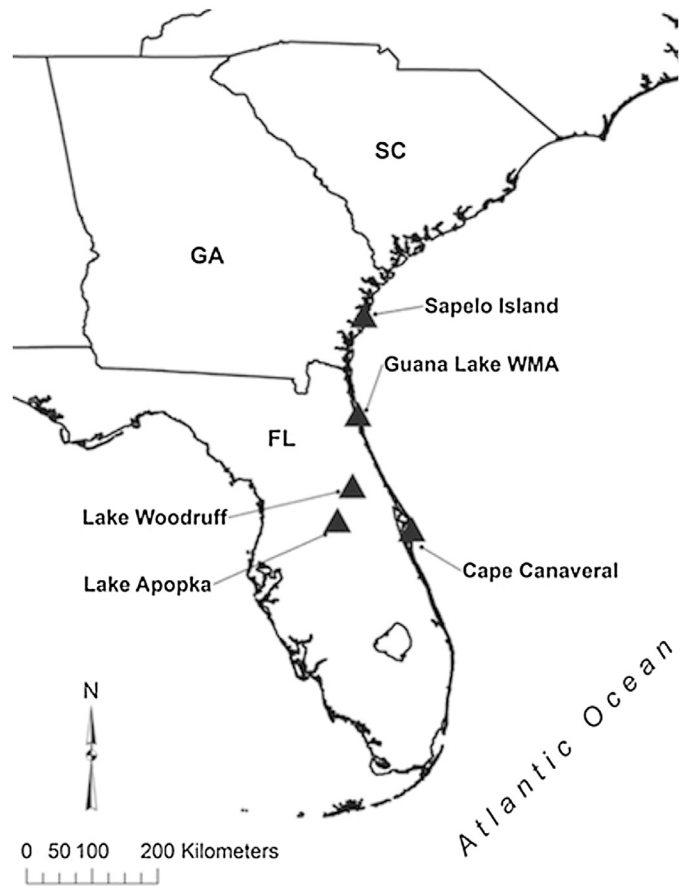 SC
GA
Sapelo Island
Guana Lake WMA
FL
Lake Woodruff
Lake Apopka
Cape Canaveral
Atlantic Ocean
N
0 50 100 200 Kilometers